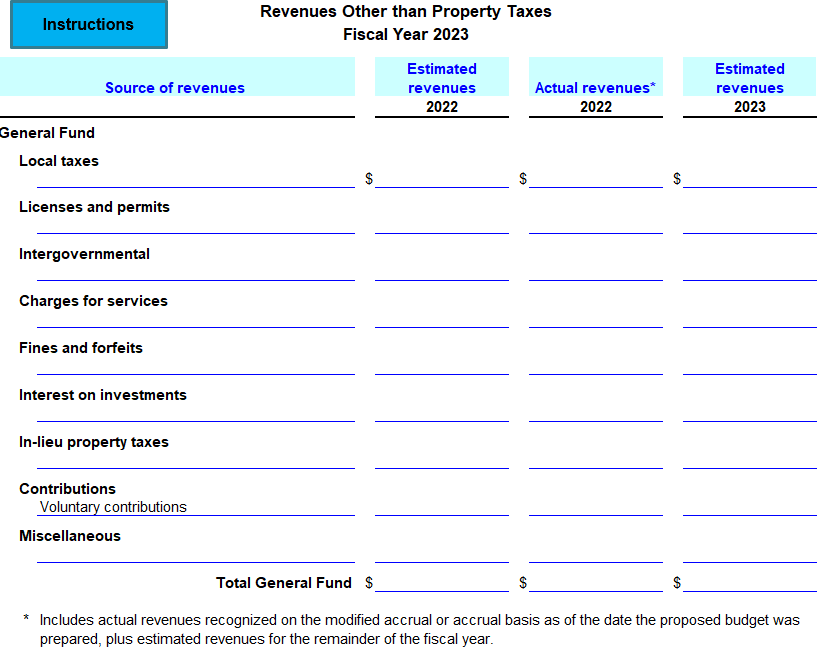 Instructions
Revenues Other than Property Taxes
Fiscal Year 2023
Source of revenues
Estimated revenues 2022
Actual revenues* 2022
Estimated revenues 2023
General Fund
Local taxes
$ $ $
Licenses and permits
Intergovernmental
Charges for services
Fines and forfeits
Interest on investments
In-lieu property taxes
Contributions
Voluntary contributions
Miscellaneous
Total General Fund $ $ $
* Includes actual revenues recognized on the modified accrual or accrual basis as of the date the proposed budget was
prepared, plus estimated revenues for the remainder of the fiscal year.